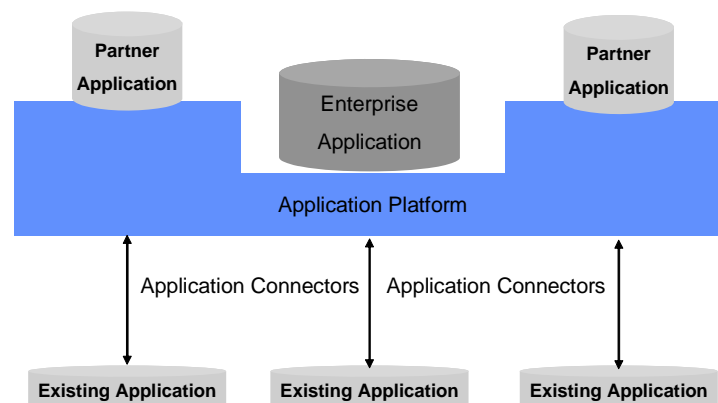 Partner
Application
Partner
Application
Enterprise
Application
Application Platform
Application Connectors
Application Connectors
Existing Application
Existing Application
Existing Application